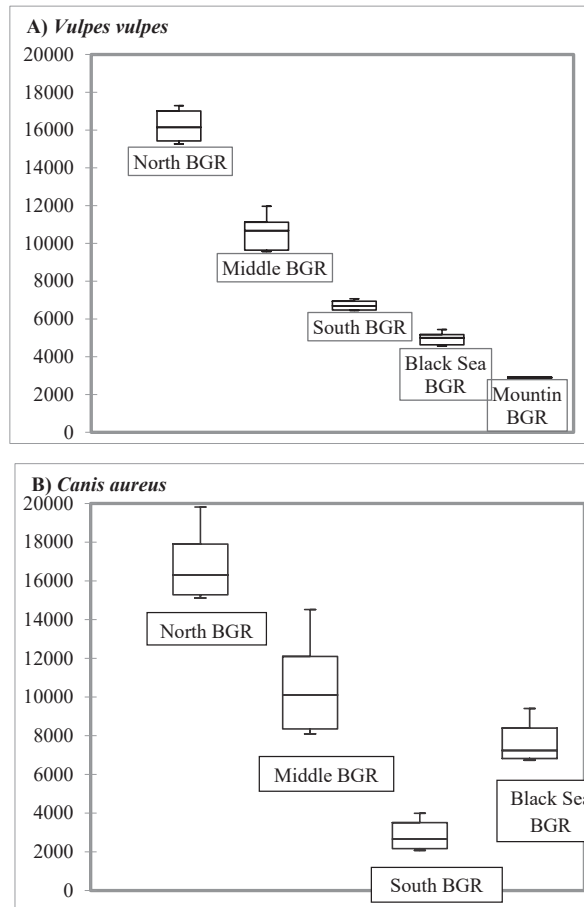 A) Vulpes vulpes
20000
18000
16000
14000
12000
10000
8000
6000
4000
2000
0
North BGR
Middle BGR
South BGR
Black Sea
BGR
Mountin
BGR
B) Canis aureus
20000
18000
16000
14000
12000
10000
8000
6000
4000
2000
0
North BGR
Middle BGR
South BGR
Black Sea
BGR